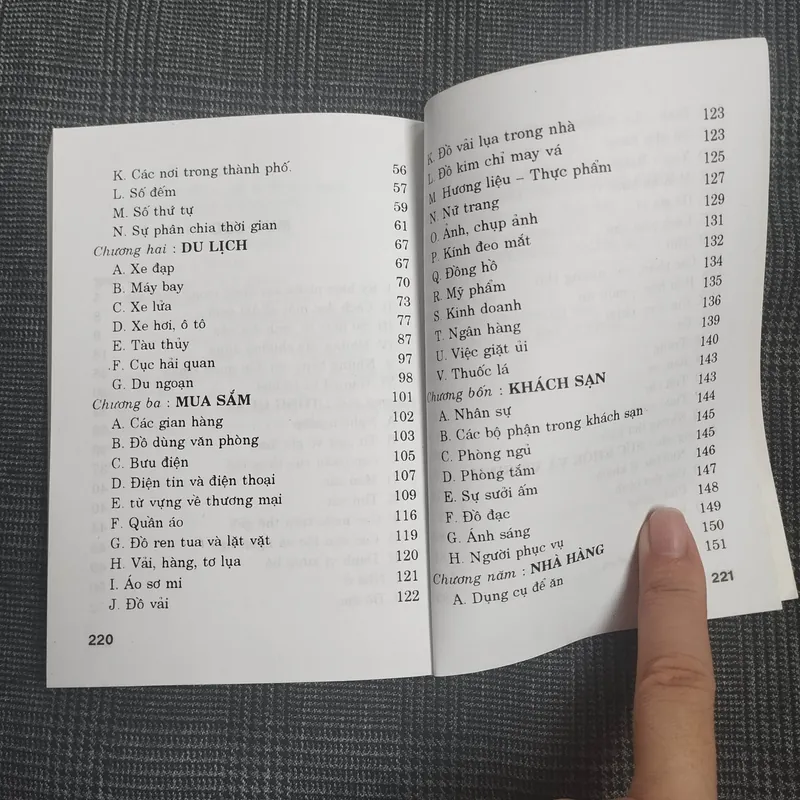 K. Các nơi trong thành phố. 56
L. Số đếm 57
M. Số thứ tự 59
N. Sự phân chia thời gian 61
Chương hai : DU LỊCH 67
A. Xe đạp 67
B. Máy bay 70
C. Xe lửa 73
D. Xe hơi, ô tô 77
E. Tàu thủy 87
F. Cục hải quan 97
G. Du ngoạn 98
Chương ba : MUA SẮM 101
A. Các gian hàng 102
B. Đồ dùng văn phòng 103
C. Bưu điện 105
D. Điện tin và điện thoại 107
E. từ vựng về thương mại 109
F. Quần áo 116
G. Đồ ren tua và lặt vặt 119
H. Vải, hàng, tơ lụa 120
I. Áo sơ mi 121
J. Đồ vải 122
220
K. Đồ vải lụa trong nhà 123
L. Đồ kim chỉ may vá 123
M Hương liệu – Thực phẩm 125
N. Nữ trang 127
O. Ảnh, chụp ảnh 129
P. Kính đeo mắt 131
Q. Đồng hồ 132
R. Mỹ phẩm 134
S. Kinh doanh 135
T. Ngân hàng 136
U. Việc giặt ủi 139
V. Thuốc lá 140
Chương bốn : KHÁCH SẠN 143
A. Nhân sự 143
B. Các bộ phận trong khách sạn 144
C. Phòng ngủ 145
D. Phòng tắm 145
E. Sự sưởi ấm 146
F. Đồ đạc 147
G. Ánh sáng 148
H. Người phục vụ 149
Chương năm : NHÀ HÀNG 150
A. Dụng cụ để ăn 151
221